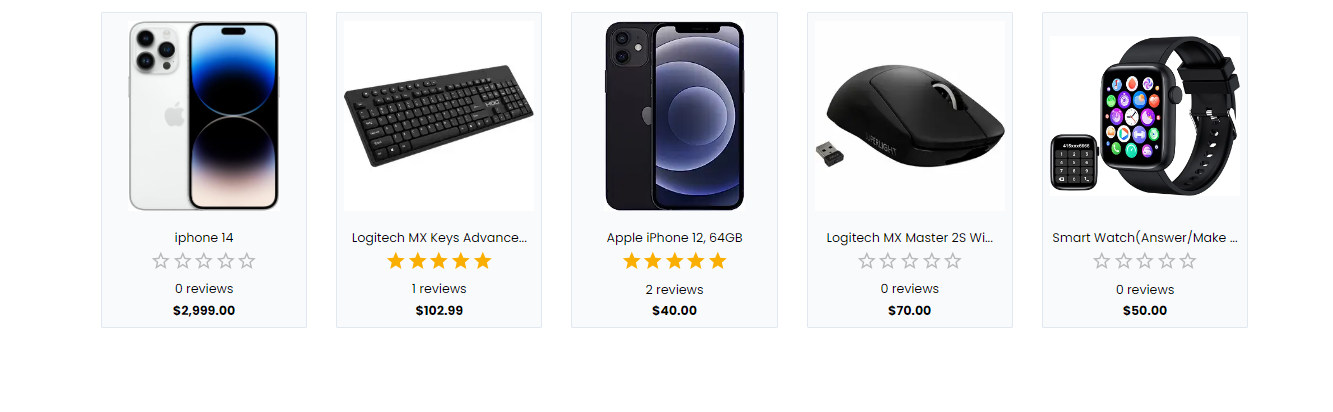 SUPERLIGHT
415xxx6666
iphone 14
0 reviews
$2,999.00
Logitech MX Keys Advance...
1 reviews
$102.99
Apple iPhone 12, 64GB
2 reviews
$40.00
Logitech MX Master 2S Wi...
0 reviews
$70.00
Smart Watch(Answer/Make ...
0 reviews
$50.00